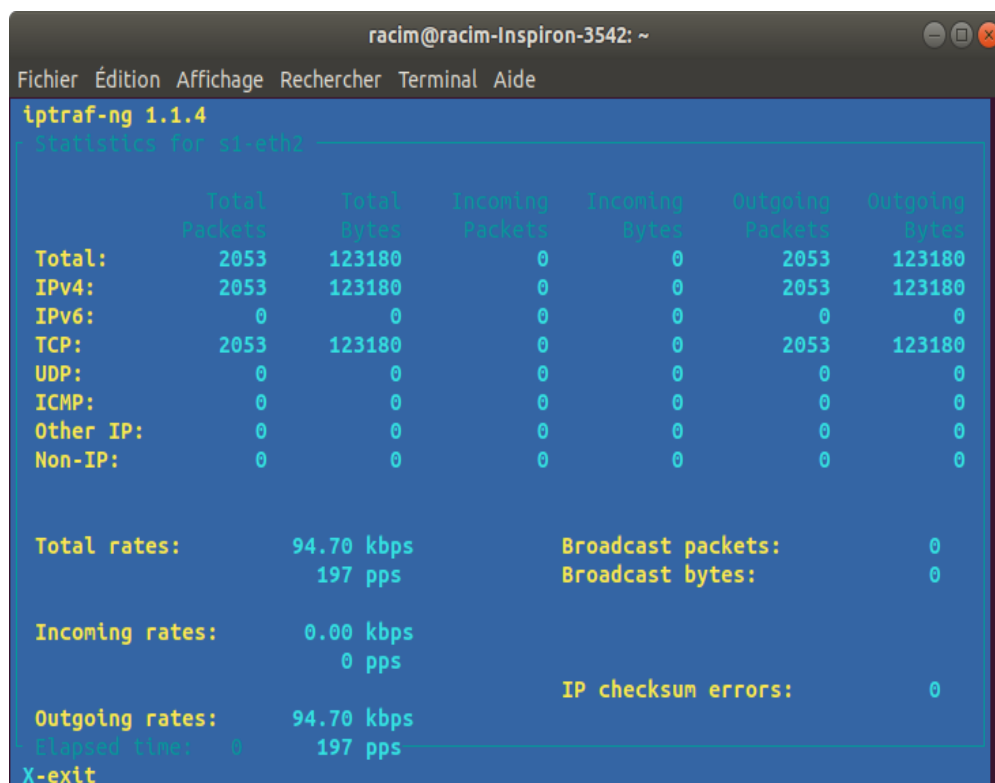 racim@racim-Inspiron-3542: ~
Fichier Édition Affichage Rechercher Terminal Aide
iptraf-ng 1.1.4
Statistics for s1-eth2
Total Total Incoming Incoming Outgoing Outgoing
Packets Bytes Packets Bytes Packets Bytes
Total: 2053 123180 0 0 2053 123180
IPv4: 2053 123180 0 0 2053 123180
IPv6: 0 0 0 0 0 0
TCP: 2053 123180 0 0 2053 123180
UDP: 0 0 0 0 0 0
ICMP: 0 0 0 0 0 0
Other IP: 0 0 0 0 0 0
Non-IP: 0 0 0 0 0 0
Total rates: 94.70 kbps Broadcast packets: 0
197 pps Broadcast bytes: 0
Incoming rates: 0.00 kbps
0 pps
IP checksum errors: 0
Outgoing rates: 94.70 kbps
Elapsed time: 0 197 pps
X-exit